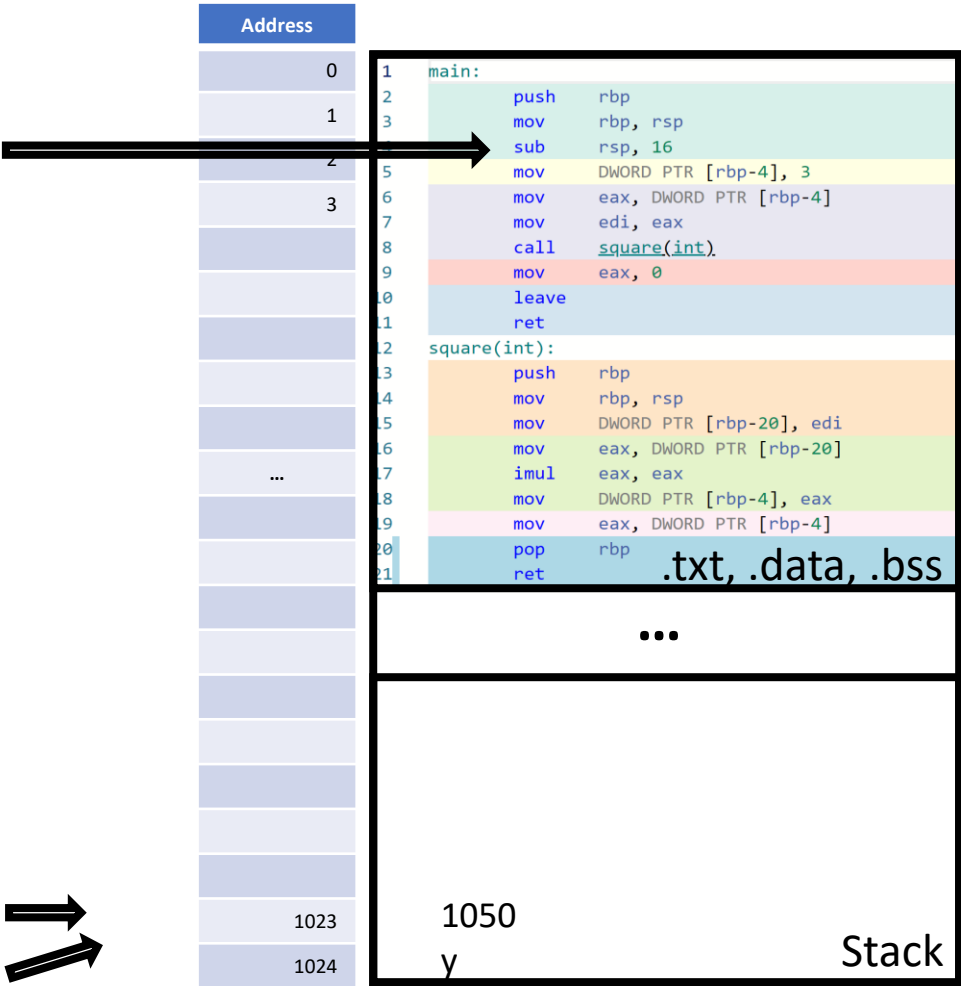 Address
0
1
2
3
...
1023
1024
1 main:
2 push rbp
3 mov rbp, rsp
sub rsp, 16
5 mov DWORD PTR [rbp-4], 3
6 mov eax, DWORD PTR [rbp-4]
7 mov edi, eax
8 call square(int)
9 mov eax, 0
10 leave
11 ret
12 square(int):
13 push rbp
14 mov rbp, rsp
15 mov DWORD PTR [rbp-20], edi
16 mov eax, DWORD PTR [rbp-20]
17 imul eax, eax
18 mov DWORD PTR [rbp-4], eax
19 mov eax, DWORD PTR [rbp-4]
20 pop rbp
21 ret
.txt, .data, .bss
...
1050
y
Stack